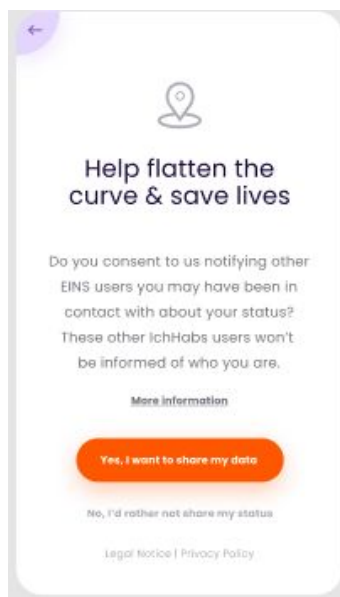 Help flatten the
curve & save lives
Do you consent to us notifying other
EINS users you may have been in
contact with about your status?
These other IchHabs users won't
be informed of who you are.
More information
Yes, I want to share my data
No, I'd rather not share my status
Legal Notice | Privacy Policy